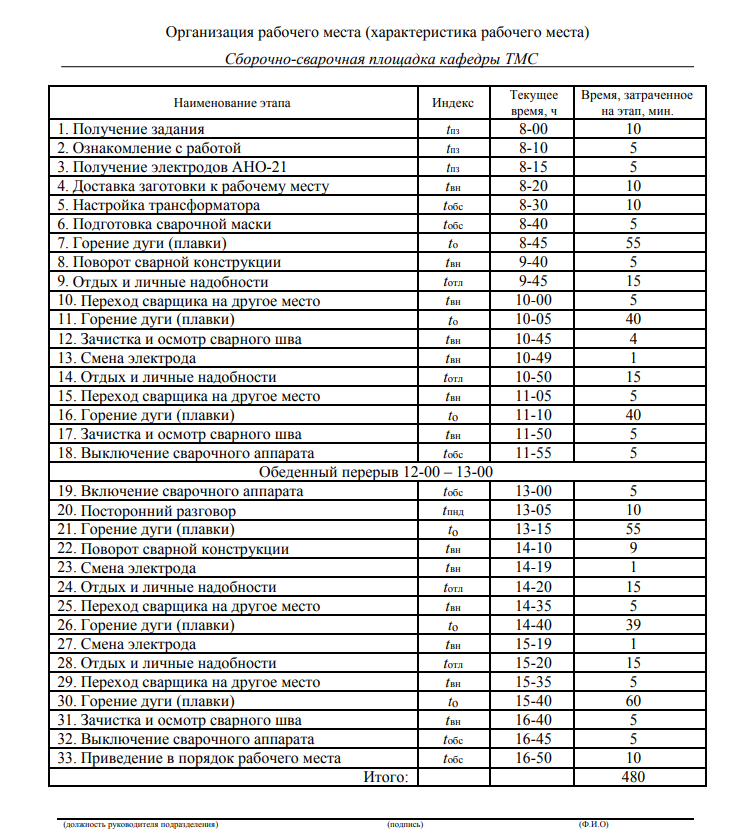 Организация рабочего места (характеристика рабочего места)
Сборочно-сварочная площадка кафедры ТМС
Наименование этапа Индекс Текущее время, ч Время, затраченное на этап, мин.
1. Получение задания tпз 8-00 10
2. Ознакомление с работой tпз 8-10 5
3. Получение электродов АНО-21 tпз 8-15 5
4. Доставка заготовки к рабочему месту tвн 8-20 10
5. Настройка трансформатора tобс 8-30 10
6. Подготовка сварочной маски tобс 8-40 5
7. Горение дуги (плавки) tо 8-45 55
8. Поворот сварной конструкции tвн 9-40 5
9. Отдых и личные надобности tотл 9-45 15
10. Переход сварщика на другое место tвн 10-00 5
11. Горение дуги (плавки) tо 10-05 40
12. Зачистка и осмотр сварного шва tвн 10-45 4
13. Смена электрода tвн 10-49 1
14. Отдых и личные надобности tотл 10-50 15
15. Переход сварщика на другое место tвн 11-05 5
16. Горение дуги (плавки) tо 11-10 40
17. Зачистка и осмотр сварного шва tвн 11-50 5
18. Выключение сварочного аппарата tобс 11-55 5
Обеденный перерыв 12-00 – 13-00
19. Включение сварочного аппарата tобс 13-00 5
20. Посторонний разговор tпнд 13-05 10
21. Горение дуги (плавки) tо 13-15 55
22. Поворот сварной конструкции tвн 14-10 9
23. Смена электрода tвн 14-19 1
24. Отдых и личные надобности tотл 14-20 15
25. Переход сварщика на другое место tвн 14-35 5
26. Горение дуги (плавки) tо 14-40 39
27. Смена электрода tвн 15-19 1
28. Отдых и личные надобности tотл 15-20 15
29. Переход сварщика на другое место tвн 15-35 5
30. Горение дуги (плавки) tо 15-40 60
31. Зачистка и осмотр сварного шва tвн 16-40 5
32. Выключение сварочного аппарата tобс 16-45 5
33. Приведение в порядок рабочего места tобс 16-50 10
Итого: 480
(должность руководителя подразделения) (подпись) (Ф.И.О)